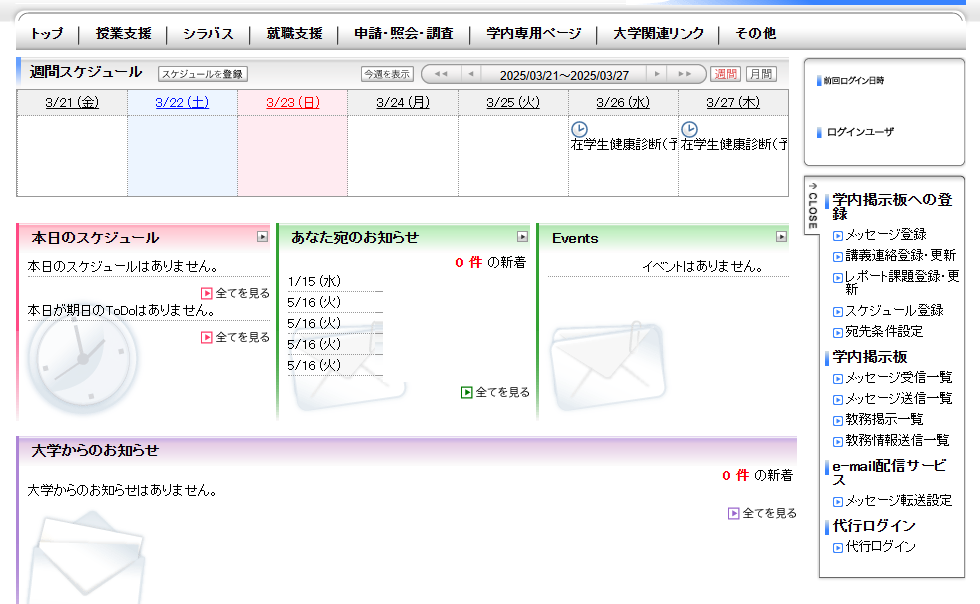 トップ 授業支援 シラバス 就職支援 申請・照会・調査 学内専用ページ 大学関連リンク その他
週間スケジュール スケジュールを登録 今週を表示 2025/03/21～2025/03/27 週間 月間
3/21 (金) 3/22 (土) 3/23 (日) 3/24 (月) 3/25 (火) 3/26 (水) 3/27 (木)
在学生健康診断(予 在学生健康診断(予
本日のスケジュール
本日のスケジュールはありません。
全てを見る
本日が期日のToDoはありません。
全てを見る
あなた宛のお知らせ
0 件 の新着
1/15 (水)
5/16 (火)
5/16 (火)
5/16 (火)
5/16 (火)
全てを見る
Events
イベントはありません。
大学からのお知らせ
0 件 の新着
大学からのお知らせはありません。
全てを見る
前回ログイン日時
ログインユーザ
CLOSE
学内掲示板への登
録
メッセージ登録
講義連絡登録・更新
レポート課題登録・更
新
スケジュール登録
宛先条件設定
学内掲示板
メッセージ受信一覧
メッセージ送信一覧
教務掲示一覧
教務情報送信一覧
e-mail配信サービ
ス
メッセージ転送設定
代行ログイン
代行ログイン